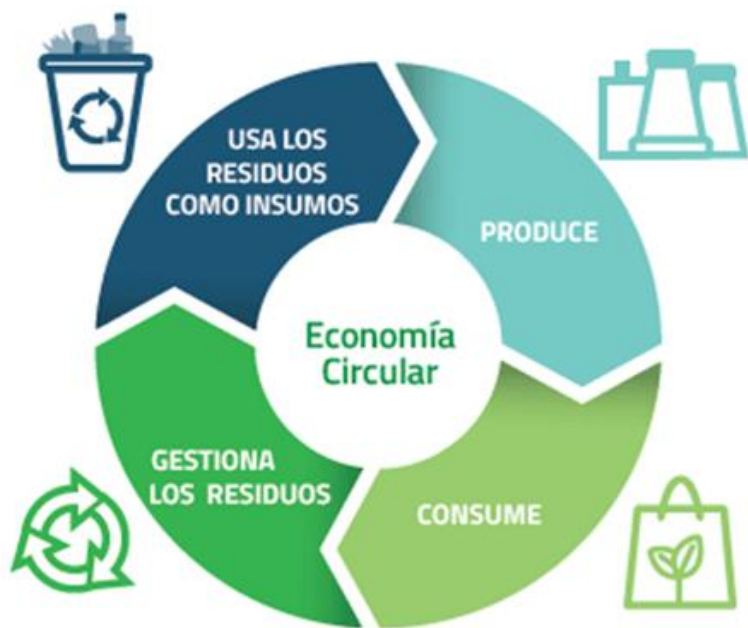 USA LOS
RESIDUOS
COMO INSUMOS
PRODUCE
Economía
Circular
GESTIONA
LOS RESIDUOS
CONSUME